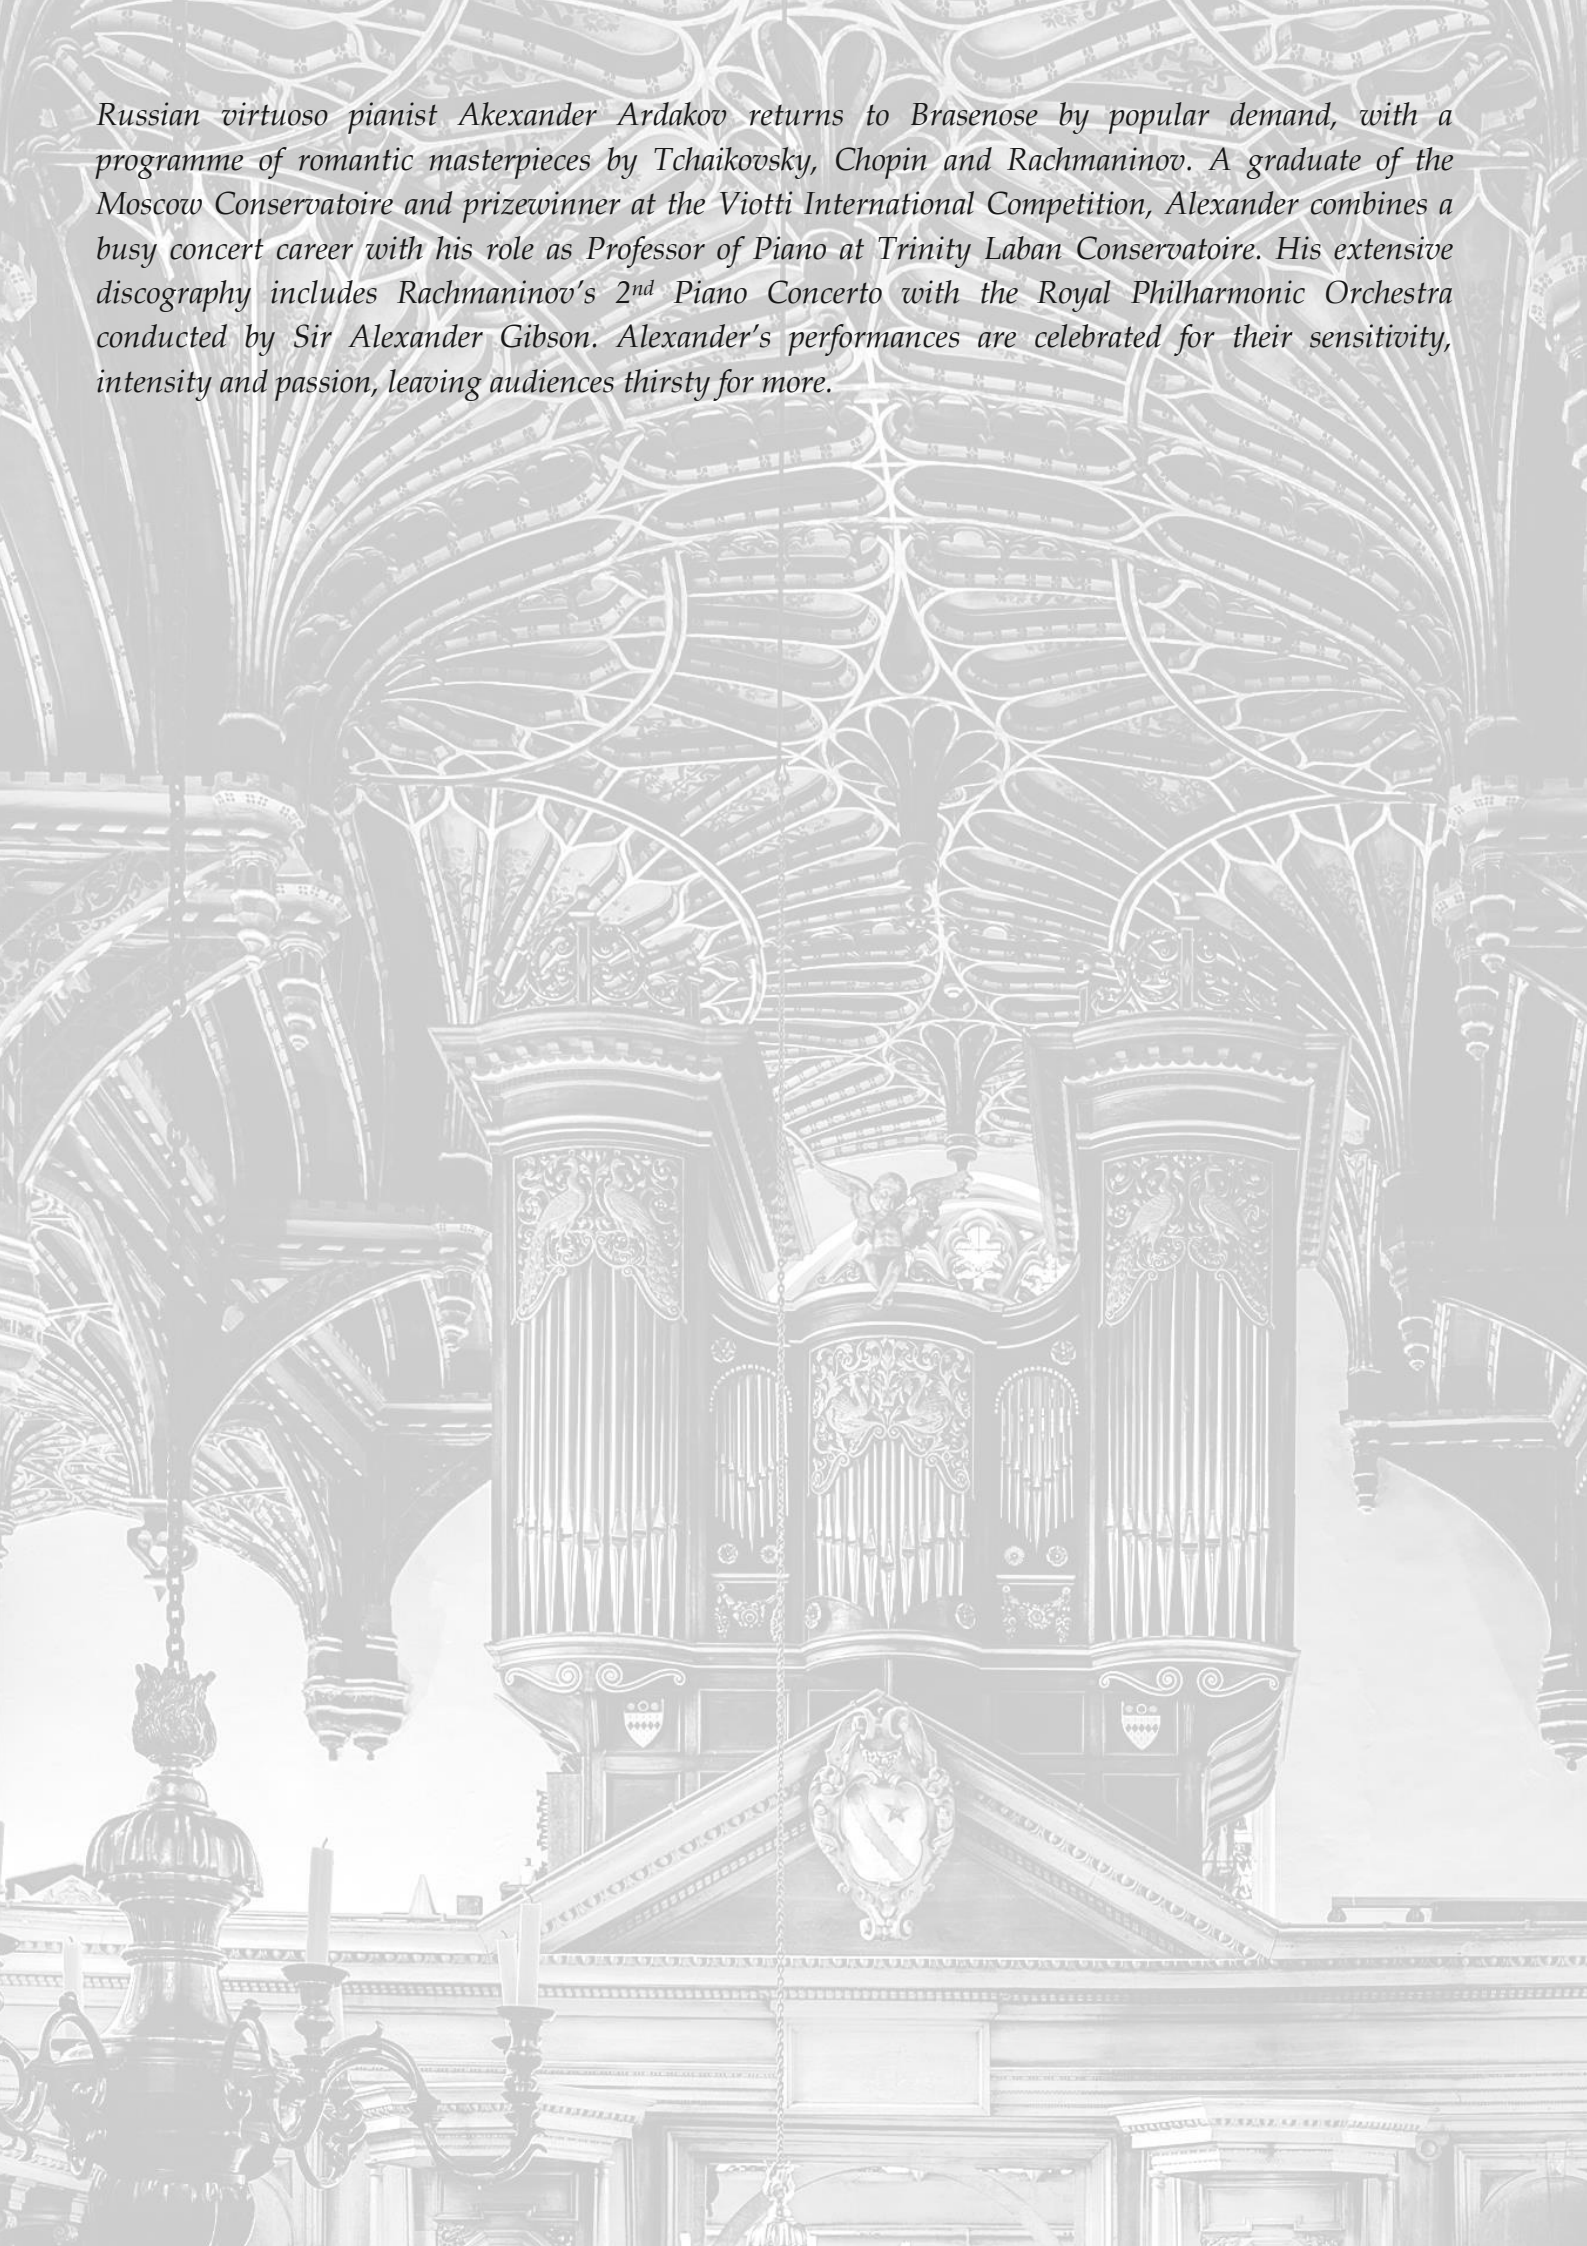 Russian virtuoso pianist Akexander Ardakov returns to Brasenose by popular demand, with a
programme of romantic masterpieces by Tchaikovsky, Chopin and Rachmaninov. A graduate of the
Moscow Conservatoire and prizewinner at the Viotti International Competition, Alexander combines a
busy concert career with his role as Professor of Piano at Trinity Laban Conservatoire. His extensive
discography includes Rachmaninov's 2nd Piano Concerto with the Royal Philharmonic Orchestra
conducted by Sir Alexander Gibson. Alexander's performances are celebrated for their sensitivity,
intensity and passion, leaving audiences thirsty for more.